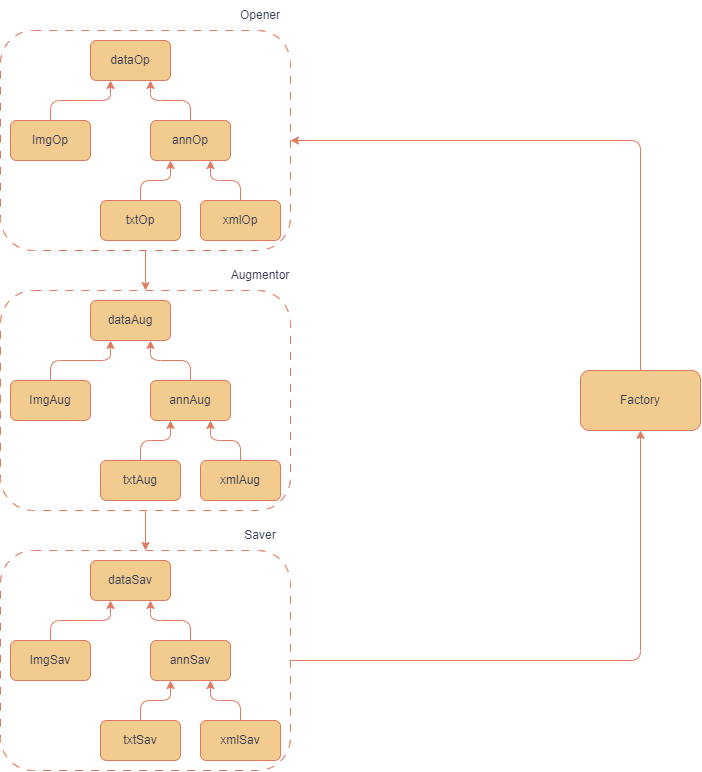 Opener
dataOp
ImgOp
annOp
txtOp
xmlOp
Augmentor
dataAug
ImgAug
annAug
Factory
txtAug
xmlAug
Saver
dataSav
ImgSav
annSav
txtSav
xmlSav